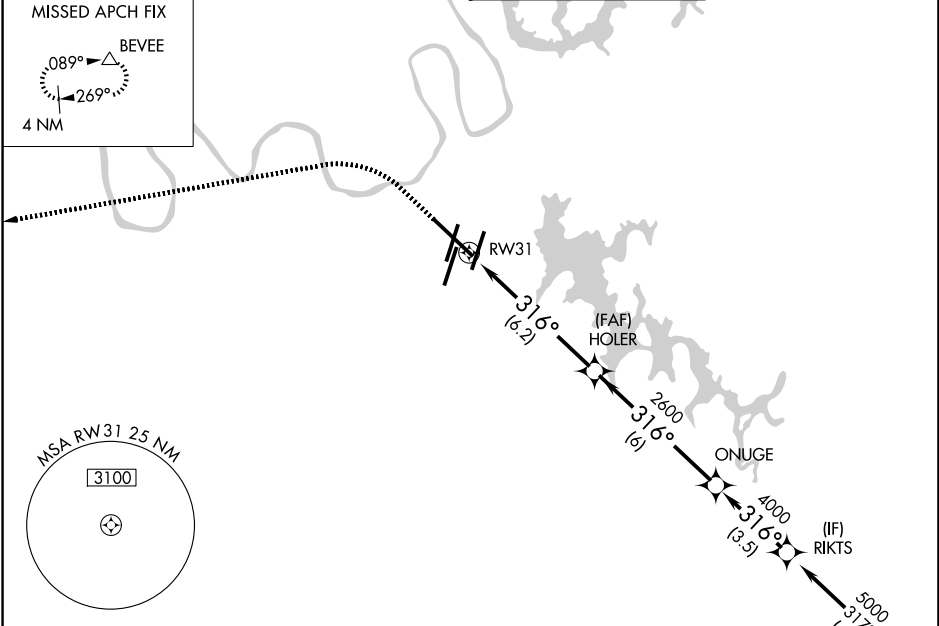 MISSED APCH FIX
BEVEE
089°
269°
4 NM
RW31
316°
(6.2)
(FAF)
HOLER
2600
316°
(6)
ONUGE
4000
316°
(3.5)
(IF)
RIKTS
5000
MSA RW31 25 NM
3100